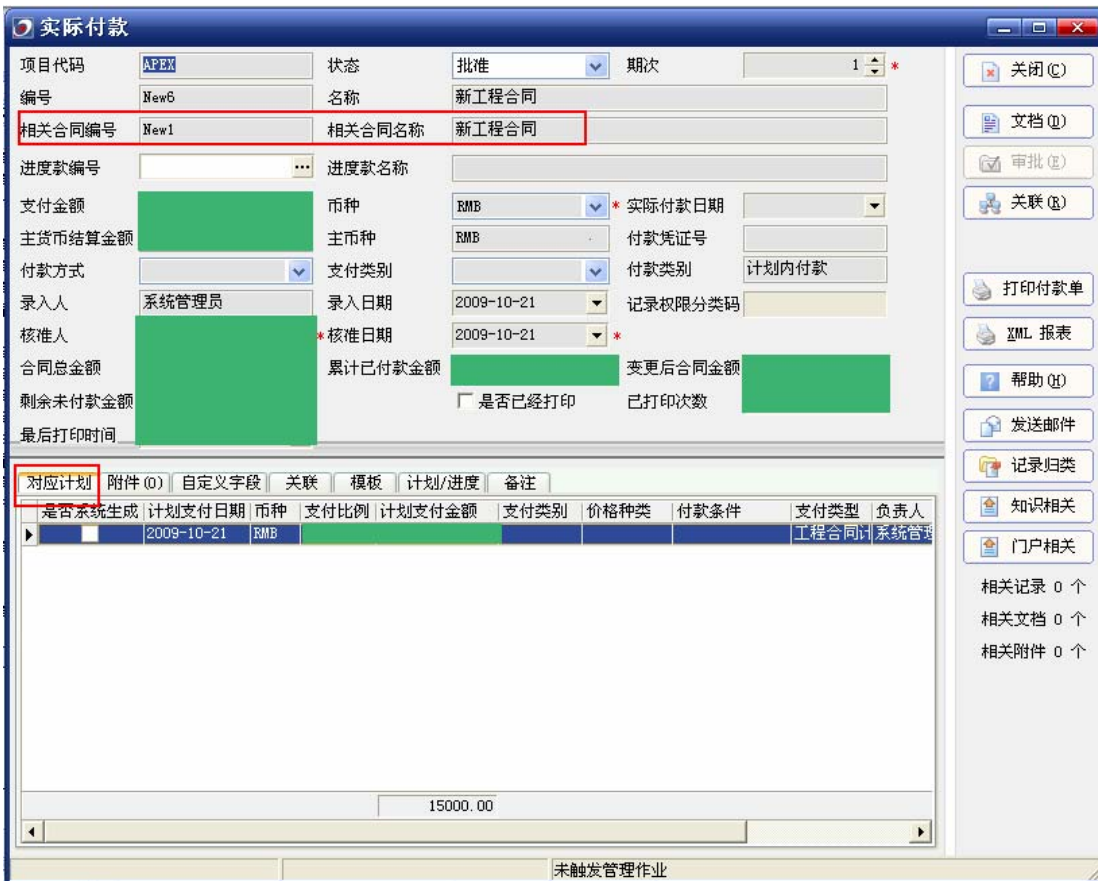 实际付款
项目代码 APEX 状态 批准 期次 1 *
编号 New6 名称 新工程合同
相关合同编号 New1 相关合同名称 新工程合同
进度款编号 ... 进度款名称
支付金额 币种 RMB * 实际付款日期
主货币结算金额 主币种 RMB 付款凭证号
付款方式 支付类别 付款类别 计划内付款
录入人 系统管理员 录入日期 2009-10-21 记录权限分类码
核准人 * 核准日期 2009-10-21 *
合同总金额 累计已付款金额 变更后合同金额
剩余未付款金额 是否已经打印 已打印次数
最后打印时间
对应计划 附件(0) 自定义字段 关联 模板 计划/进度 备注
是否系统生成 计划支付日期 币种 支付比例 计划支付金额 支付类别 价格种类 付款条件 支付类型 负责人
2009-10-21 RMB 工程合同计 系统管理
15000.00
未触发管理作业
关闭(C)
文档(D)
审批(E)
关联(R)
打印付款单
XML 报表
帮助(H)
发送邮件
记录归类
知识相关
门户相关
相关记录 0 个
相关文档 0 个
相关附件 0 个